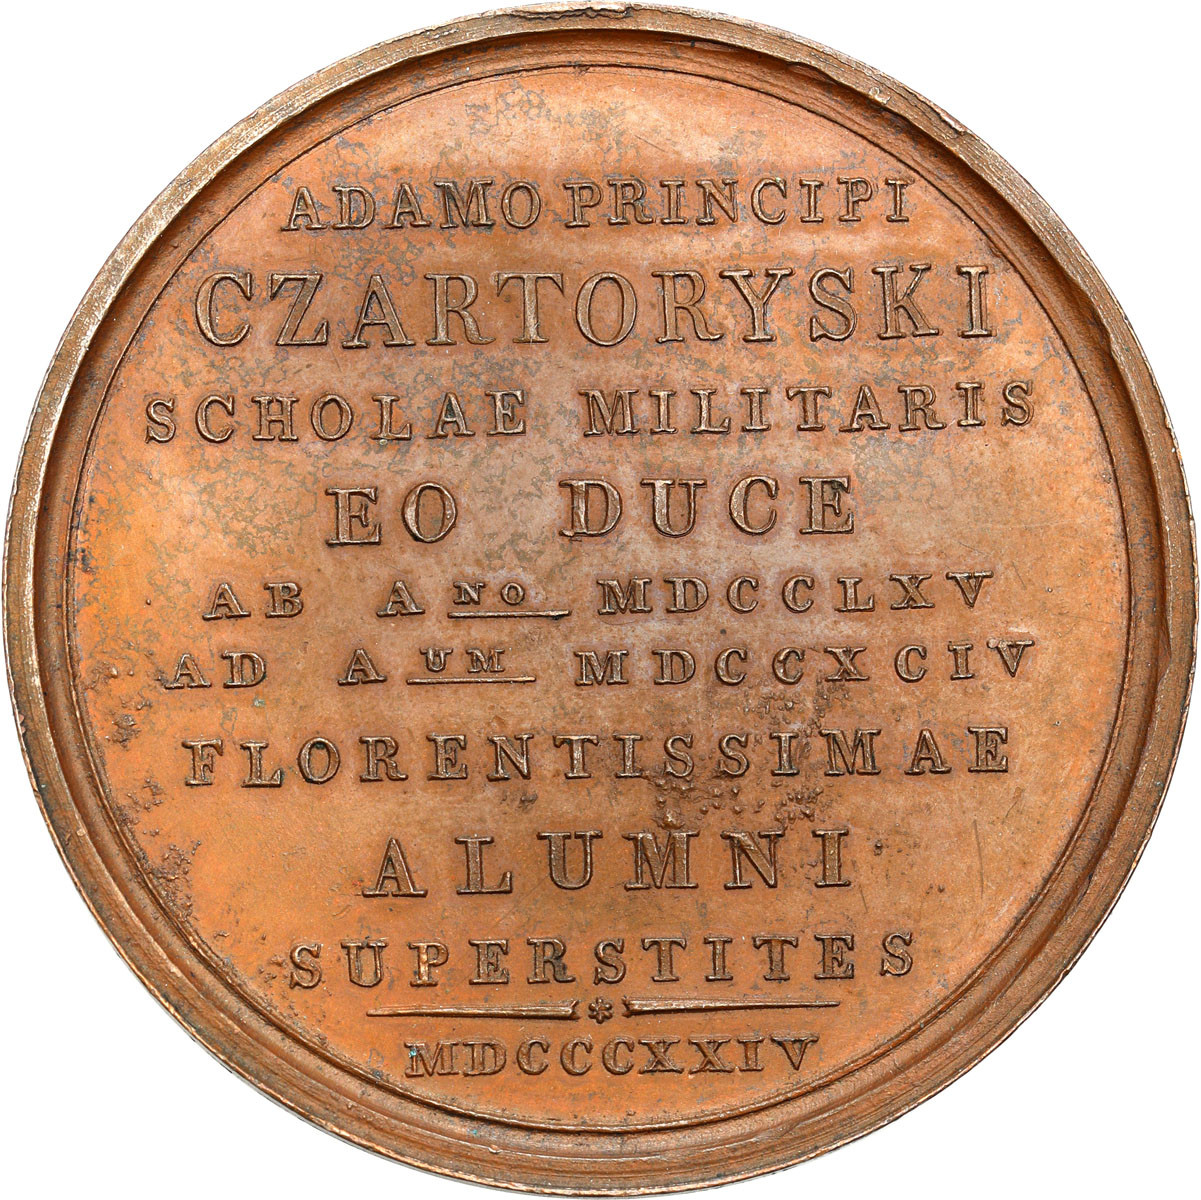 ADAMO PRINCIPI
CZARTORYSKI
SCHOLAE MILITARIS
EO DUCE
AB ANO MDCCLXV
AD AUM MDCCXCIV
FLORENTISSIMAE
ALUMNI
SUPERSTITES
MDCCCXXIV